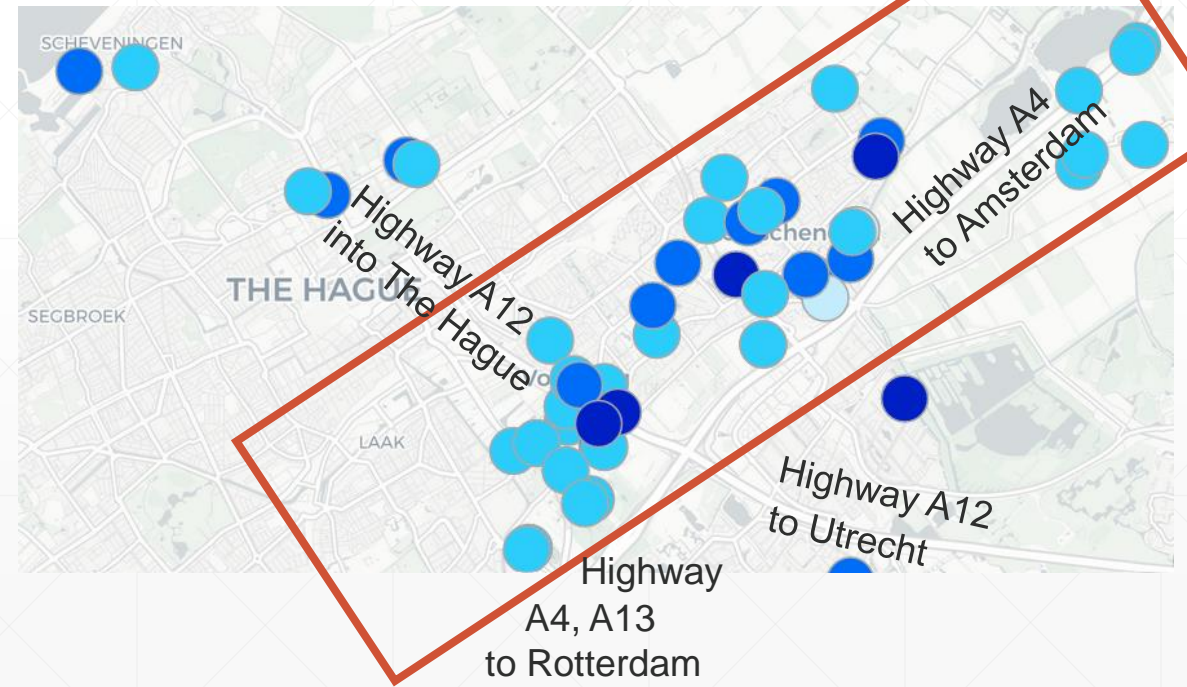 SCHEVENINGEN
Highway A4
to Amsterdam
Highway A12
into The Hague
THE HAGUE
SEGBROEK
LAAK
Highway A12
to Utrecht
Highway
A4, A13
to Rotterdam